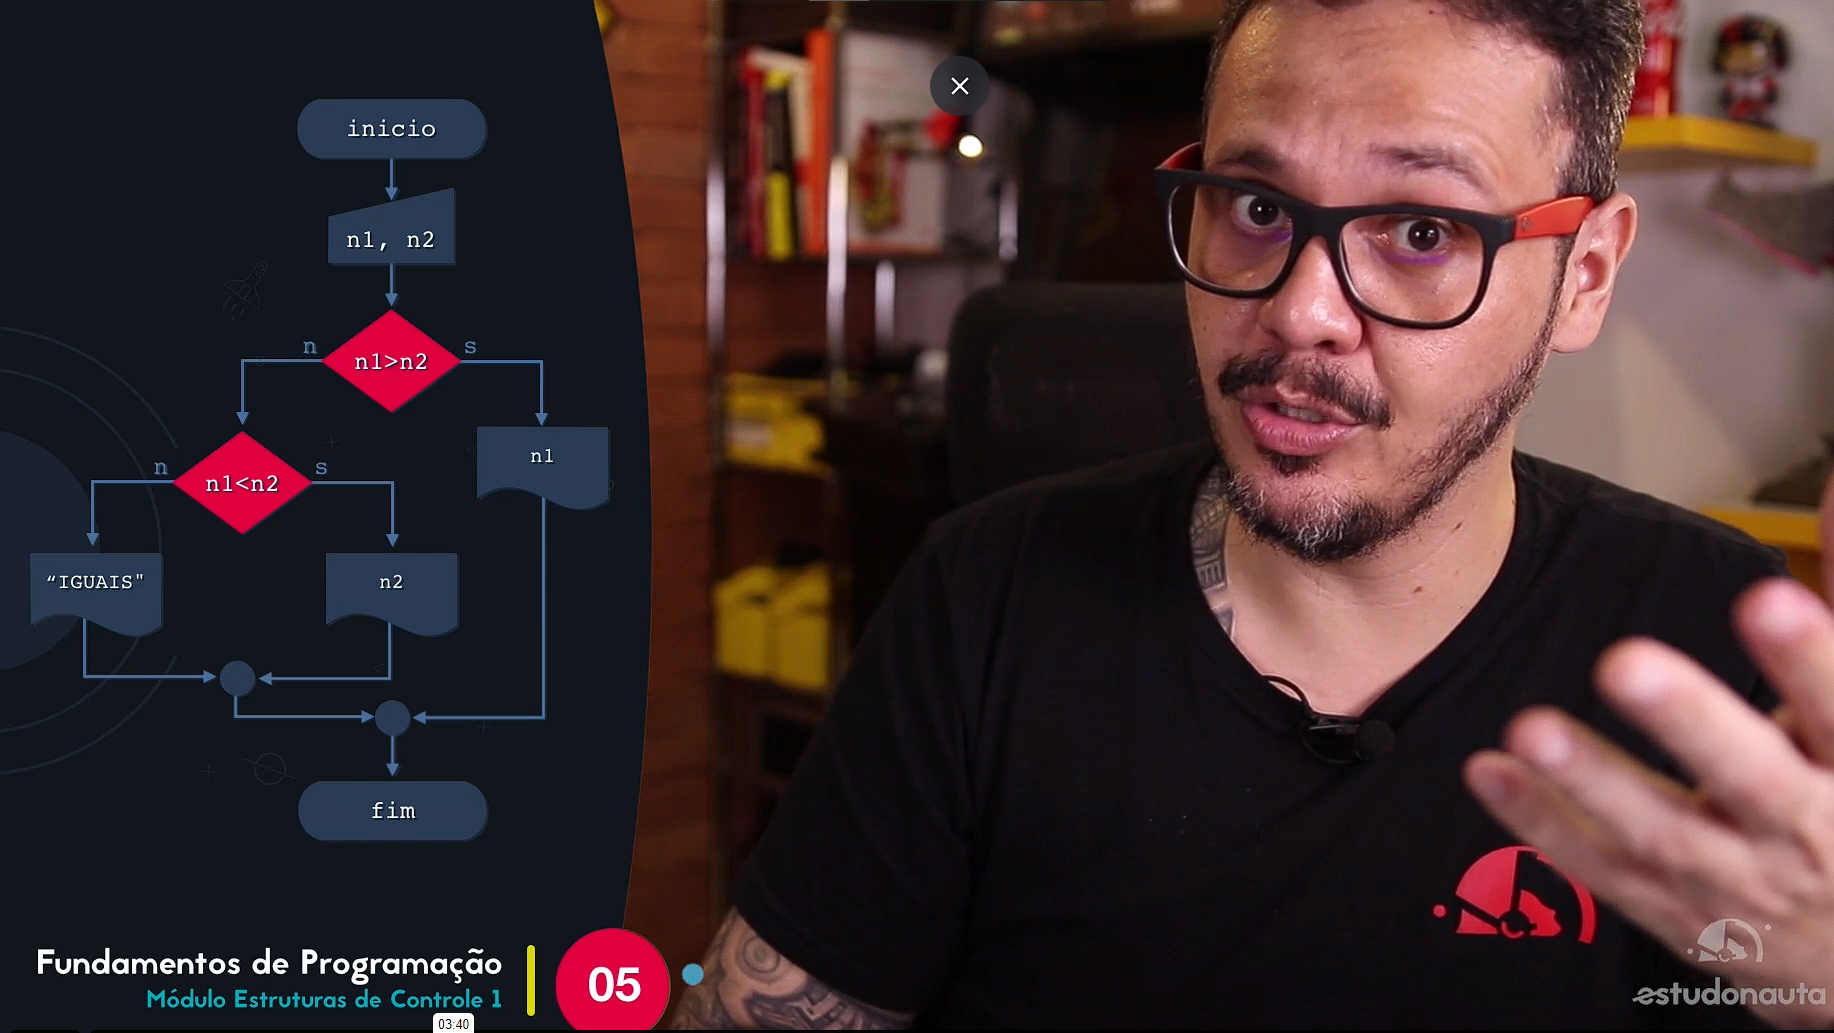 inicio
n1, n2
n
n1>n2
s
n
n1<n2
s
n1
“IGUAIS"
n2
fim
Fundamentos de Programação
Módulo Estruturas de Controle 1
05
03:40
estudonauta